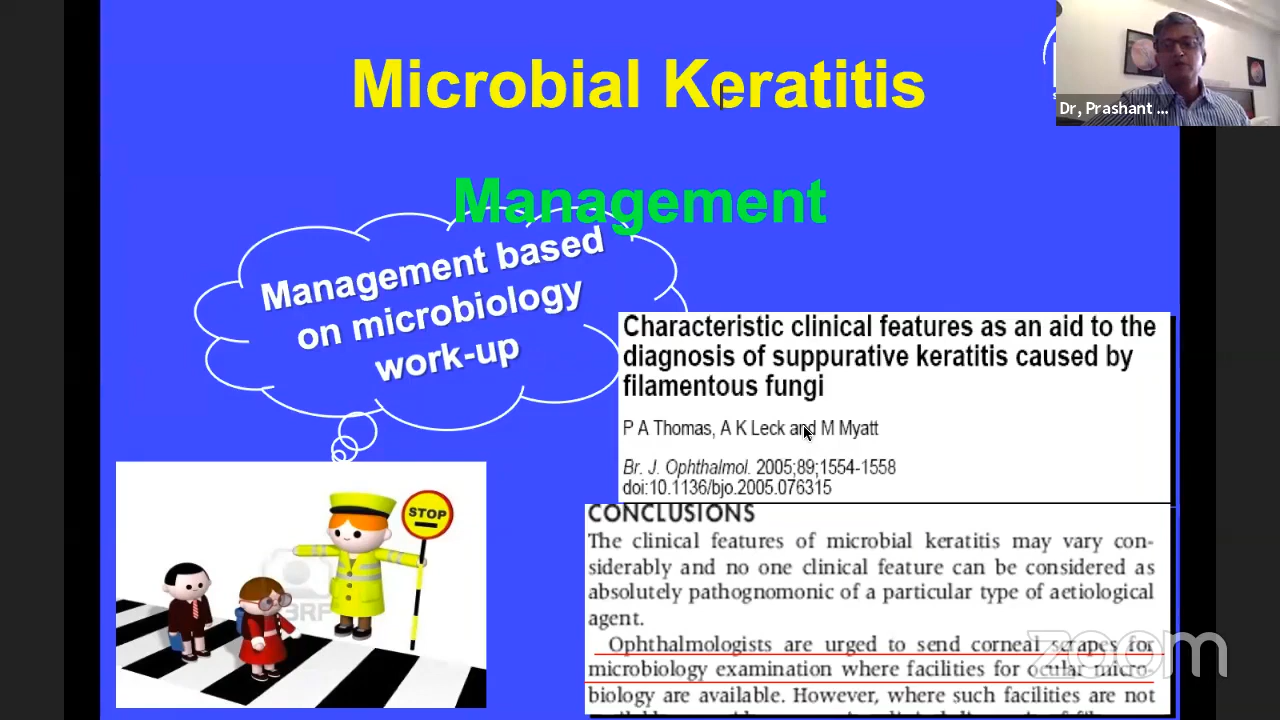 Microbial Keratitis
Dr, Prashant ...
Management
Management based
on microbiology
work-up
Characteristic clinical features as an aid to the
diagnosis of suppurative keratitis caused by
filamentous fungi
P A Thomas, A K Leck and M Myatt
Br. J. Ophthalmol. 2005;89;1554-1558
doi:10.1136/bjo.2005.076315
STOP
CONCLUSIONS
The clinical features of microbial keratitis may vary con-
siderably and no one clinical feature can be considered as
absolutely pathognomonic of a particular type of aetiological
agent.
Ophthalmologists are urged to send corneal scrapes for
microbiology examination where facilities for ocular micro-
biology are available. However, where such facilities are not
zoom